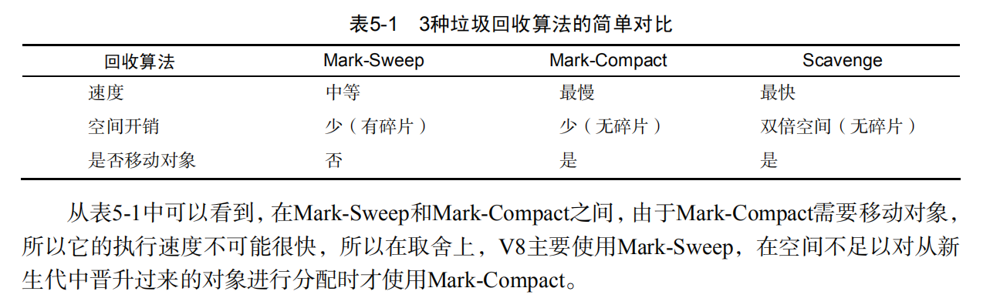 表5-1 3种垃圾回收算法的简单对比
回收算法 Mark-Sweep Mark-Compact Scavenge
速度 中等 最慢 最快
空间开销 少（有碎片） 少（无碎片） 双倍空间（无碎片）
是否移动对象 否 是 是
从表5-1中可以看到，在Mark-Sweep和Mark-Compact之间，由于Mark-Compact需要移动对象，
所以它的执行速度不可能很快，所以在取舍上，V8主要使用Mark-Sweep，在空间不足以对从新
生代中晋升过来的对象进行分配时才使用Mark-Compact。